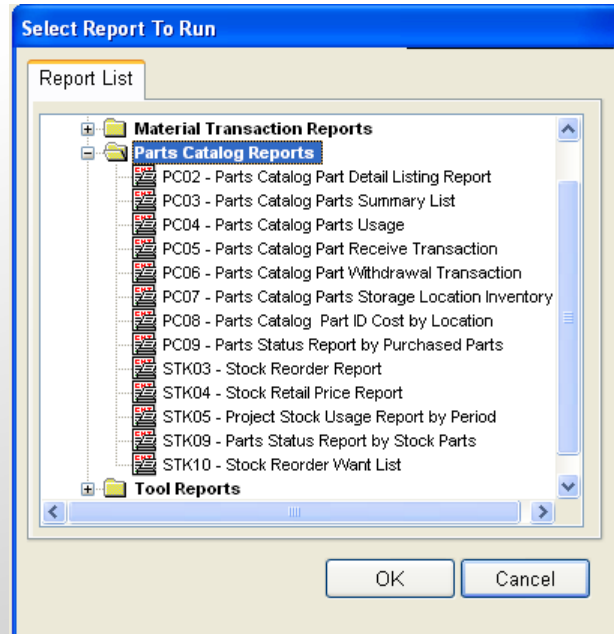 Select Report To Run
Report List
Material Transaction Reports
Parts Catalog Reports
PC02 - Parts Catalog Part Detail Listing Report
PC03 - Parts Catalog Parts Summary List
PC04 - Parts Catalog Parts Usage
PC05 - Parts Catalog Part Receive Transaction
PC06 - Parts Catalog Part Withdrawal Transaction
PC07 - Parts Catalog Parts Storage Location Inventory
PC08 - Parts Catalog  Part ID Cost by Location
PC09 - Parts Status Report by Purchased Parts
STK03 - Stock Reorder Report
STK04 - Stock Retail Price Report
STK05 - Project Stock Usage Report by Period
STK09 - Parts Status Report by Stock Parts
STK10 - Stock Reorder Want List
Tool Reports
OK Cancel